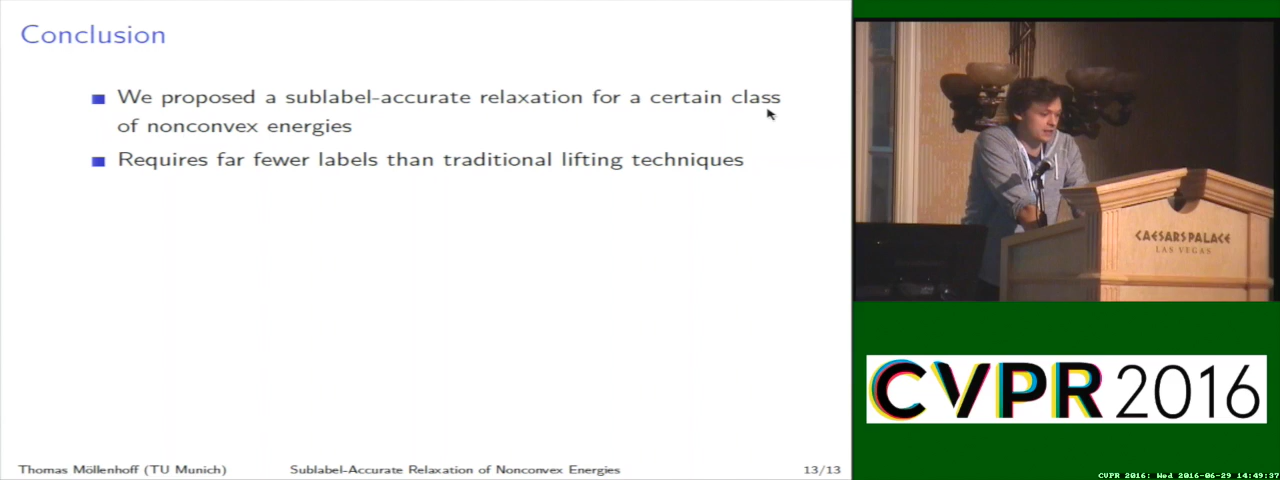 Conclusion
We proposed a sublabel-accurate relaxation for a certain class
of nonconvex energies
Requires far fewer labels than traditional lifting techniques
Thomas Möllenhoff (TU Munich) Sublabel-Accurate Relaxation of Nonconvex Energies 13/13
CAESARS PALACE
LAS VEGAS
CVPR 2016
CVPR 2016: Wed 2016-06-29 14:49:37